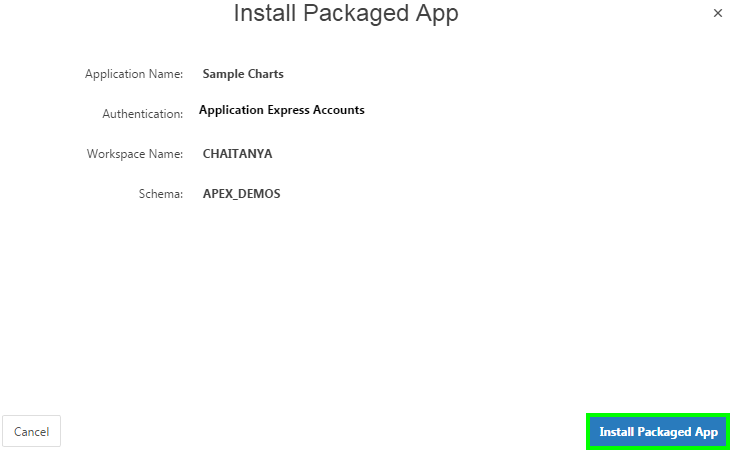 Install Packaged App
×
Application Name: Sample Charts
Authentication: Application Express Accounts
Workspace Name: CHAITANYA
Schema: APEX_DEMOS
Cancel Install Packaged App